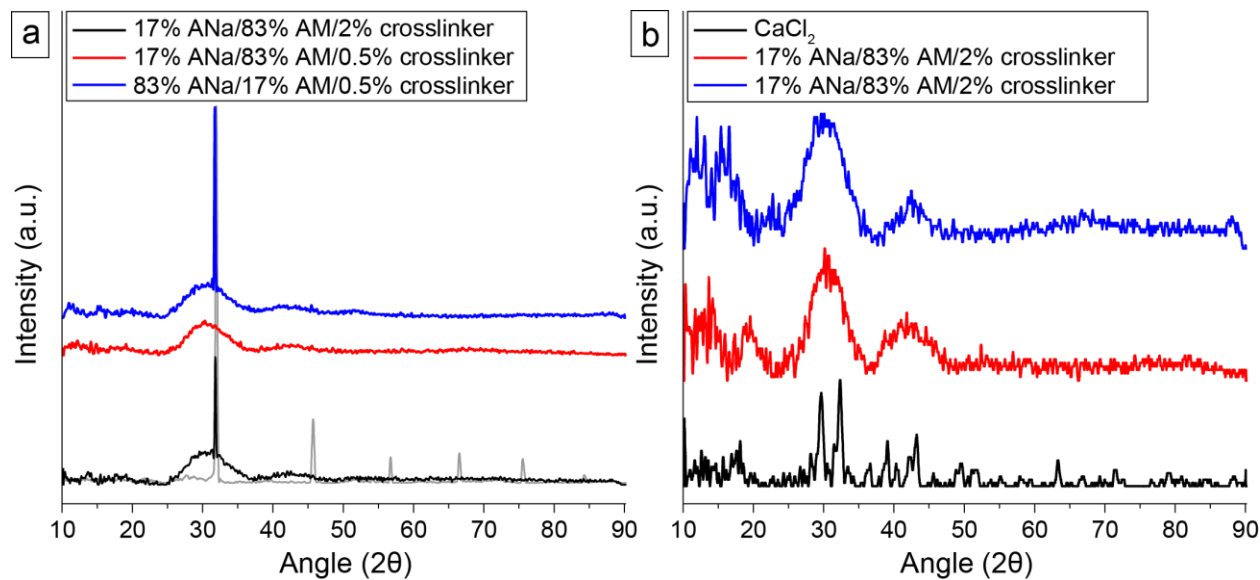 a
17% ANa/83% AM/2% crosslinker
17% ANa/83% AM/0.5% crosslinker
83% ANa/17% AM/0.5% crosslinker
Intensity (a.u.)
10 20 30 40 50 60 70 80 90
Angle (2θ)
b
CaCl₂
17% ANa/83% AM/2% crosslinker
17% ANa/83% AM/2% crosslinker
Intensity (a.u.)
10 20 30 40 50 60 70 80 90
Angle (2θ)